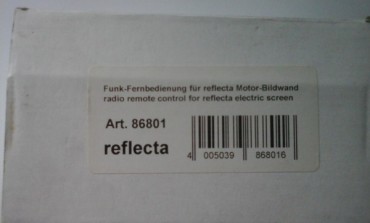 Funk-Fernbedienung für reflecta Motor-Bildwand
radio remote control for reflecta electric screen
Art. 86801
reflecta
4 005039 868016